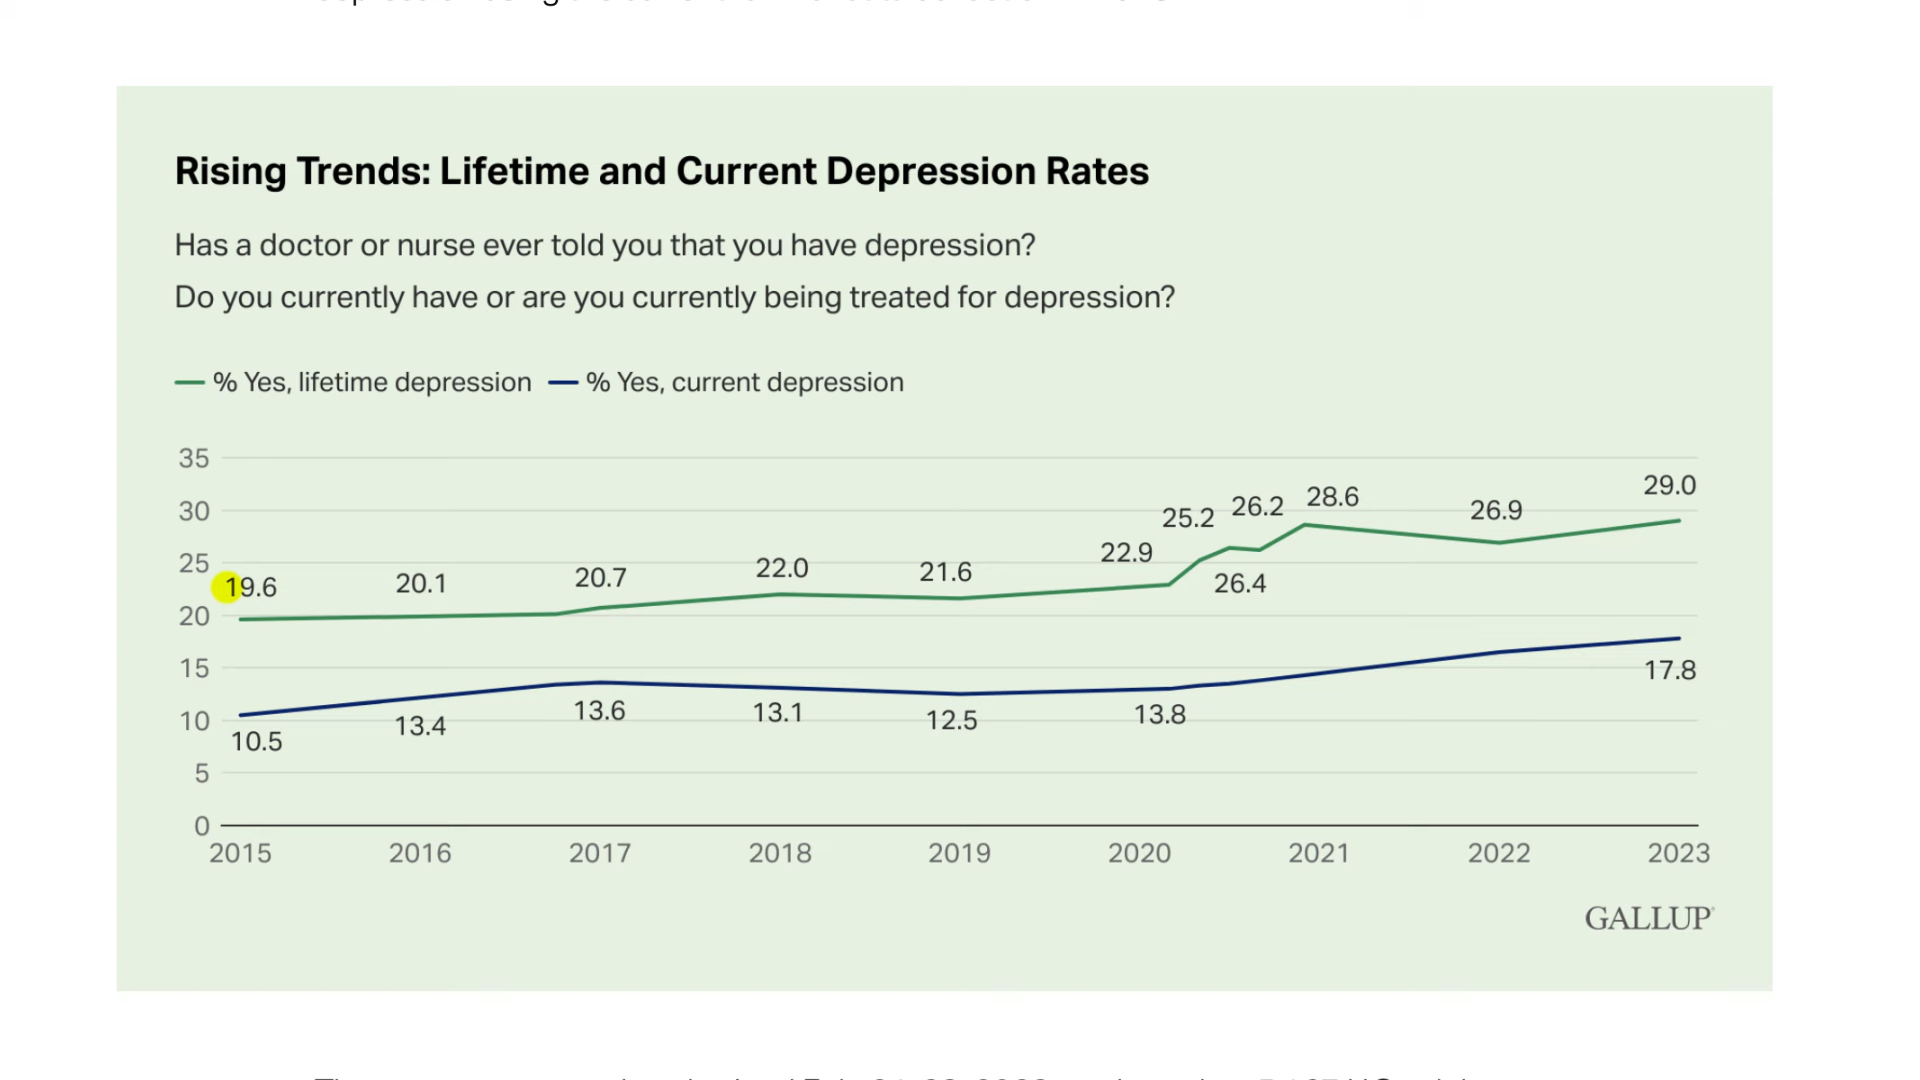 Rising Trends: Lifetime and Current Depression Rates
Has a doctor or nurse ever told you that you have depression?
Do you currently have or are you currently being treated for depression?
% Yes, lifetime depression % Yes, current depression
35
30
25
20
15
10
5
0
19.6 20.1 20.7 22.0 21.6 22.9 25.2 26.4 26.2 28.6 26.9 29.0
10.5 13.4 13.6 13.1 12.5 13.8 17.8
2015 2016 2017 2018 2019 2020 2021 2022 2023
GALLUP